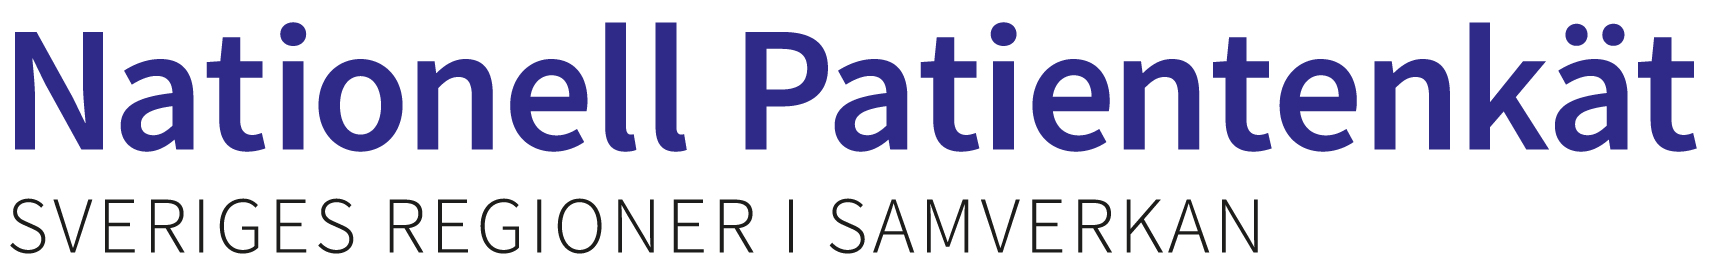 Nationell Patientenkät
SVERIGES REGIONER I SAMVERKAN